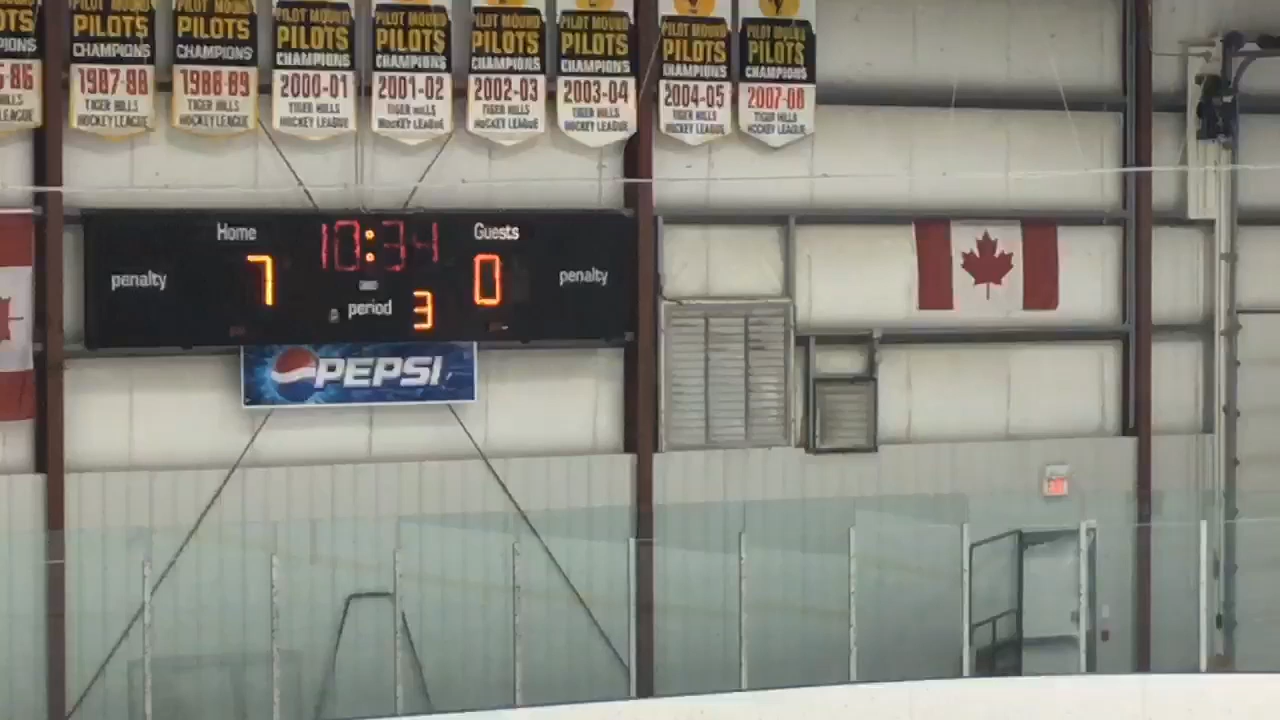 PILOT MOUND
PILOTS
CHAMPIONS
1987-88
TIGER HILLS
HOCKEY LEAGUE
PILOT MOUND
PILOTS
CHAMPIONS
1988-89
TIGER HILLS
HOCKEY LEAGUE
PILOT MOUND
PILOTS
CHAMPIONS
2000-01
TIGER HILLS
HOCKEY LEAGUE
PILOT MOUND
PILOTS
CHAMPIONS
2001-02
TIGER HILLS
HOCKEY LEAGUE
PILOT MOUND
PILOTS
CHAMPIONS
2002-03
TIGER HILLS
HOCKEY LEAGUE
PILOT MOUND
PILOTS
CHAMPIONS
2003-04
TIGER HILLS
HOCKEY LEAGUE
PILOT MOUND
PILOTS
CHAMPIONS
2004-05
TIGER HILLS
HOCKEY LEAGUE
PILOT MOUND
PILOTS
CHAMPIONS
2007-08
TIGER HILLS
HOCKEY LEAGUE
Home 10:34 Guests
penalty 7 0 penalty
period 3
PEPSI
EXIT